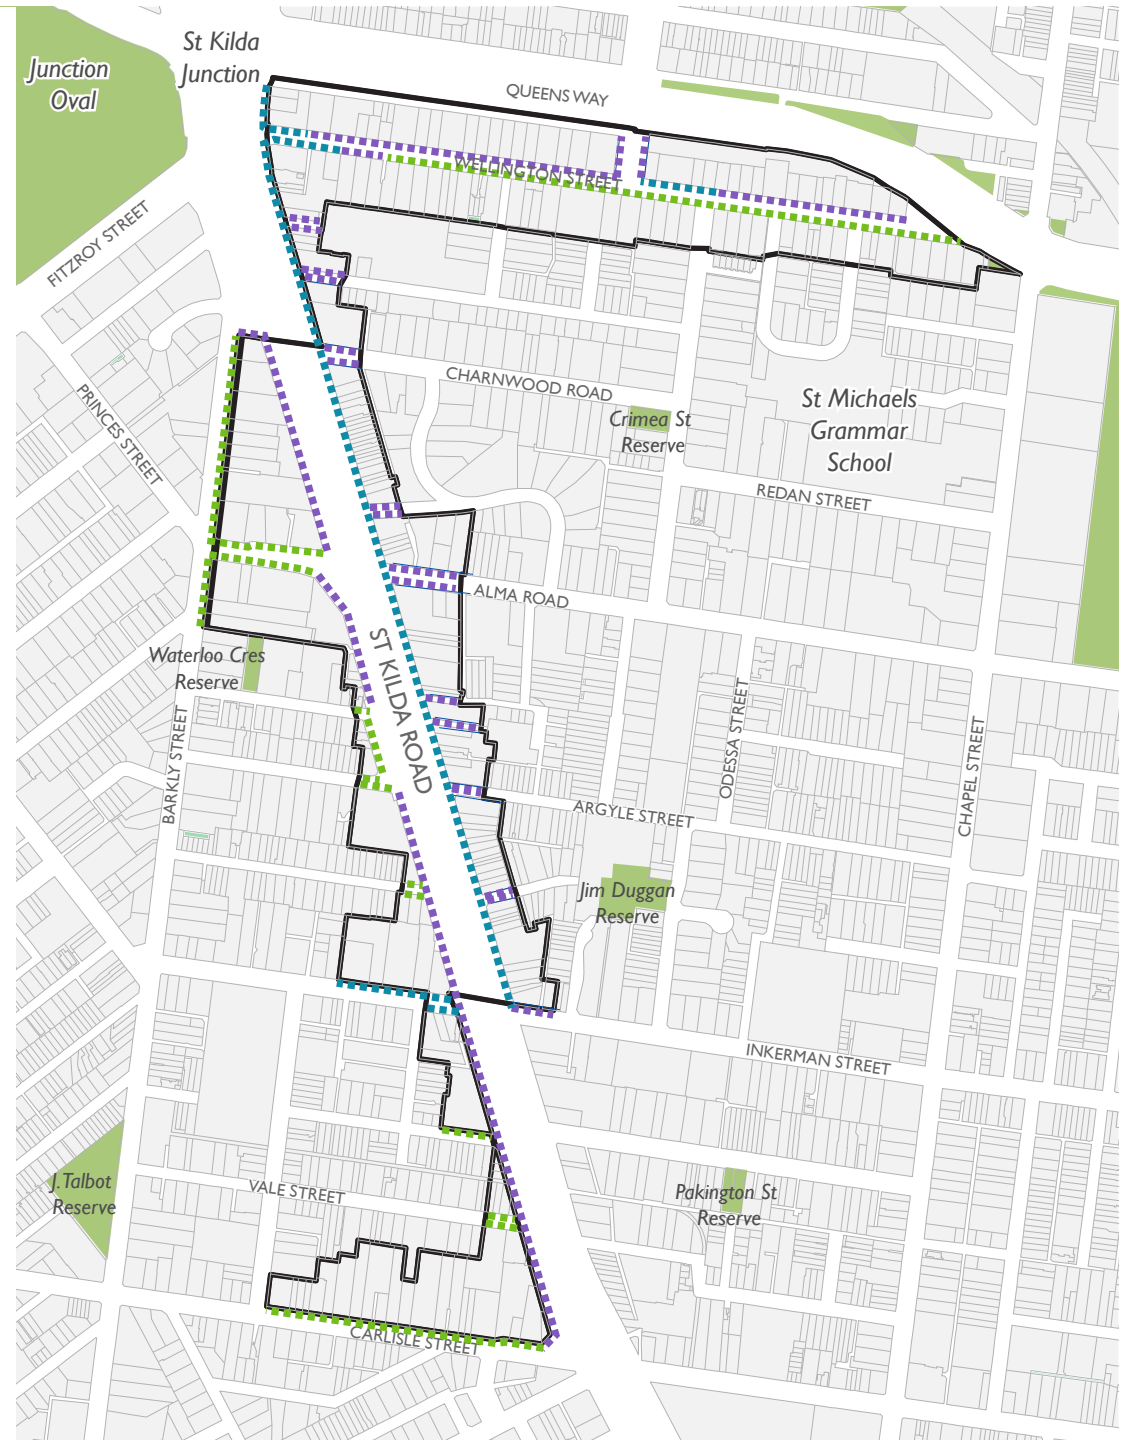 St Kilda
Junction
Junction
Oval
QUEENS WAY
WELLINGTON STREET
FITZROY STREET
PRINCES STREET
CHARNWOOD ROAD
Crimea St
Reserve
St Michaels
Grammar
School
REDAN STREET
ALMA ROAD
ST KILDA ROAD
Waterloo Cres
Reserve
BARKLY STREET
ODESSA STREET
CHAPEL STREET
ARGYLE STREET
Jim Duggan
Reserve
INKERMAN STREET
J.Talbot
Reserve
VALE STREET
Pakington St
Reserve
CARLISLE STREET